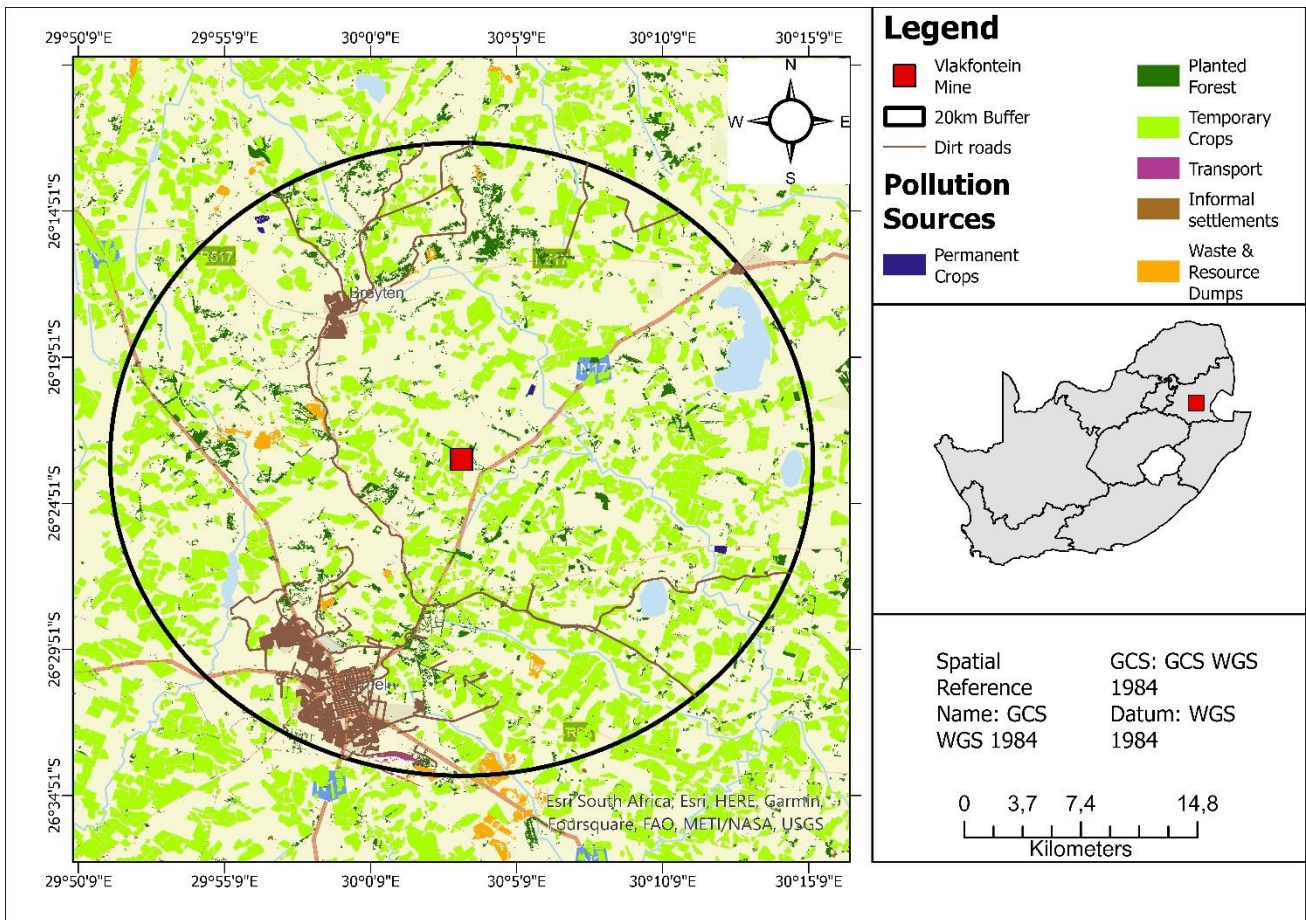 29°50'9"E
29°55'9"E
30°0'9"E
30°5'9"E
30°10'9"E
30°15'9"E
26°14'51"S
26°19'51"S
26°24'51"S
26°29'51"S
26°34'51"S
N
W
E
S
R617
Breyten
N17
Esri South Africa, Esri, HERE, Garmin,
Foursquare, FAO, METI/NASA, USGS
29°50'9"E
29°55'9"E
30°0'9"E
30°5'9"E
30°10'9"E
30°15'9"E
Legend
Vlakfontein
Mine
20km Buffer
Dirt roads
Pollution
Sources
Permanent
Crops
Planted
Forest
Temporary
Crops
Transport
Informal
settlements
Waste &
Resource
Dumps
Spatial
Reference
Name: GCS
WGS 1984
GCS: GCS WGS
1984
Datum: WGS
1984
0
3,7
7,4
14,8
Kilometers